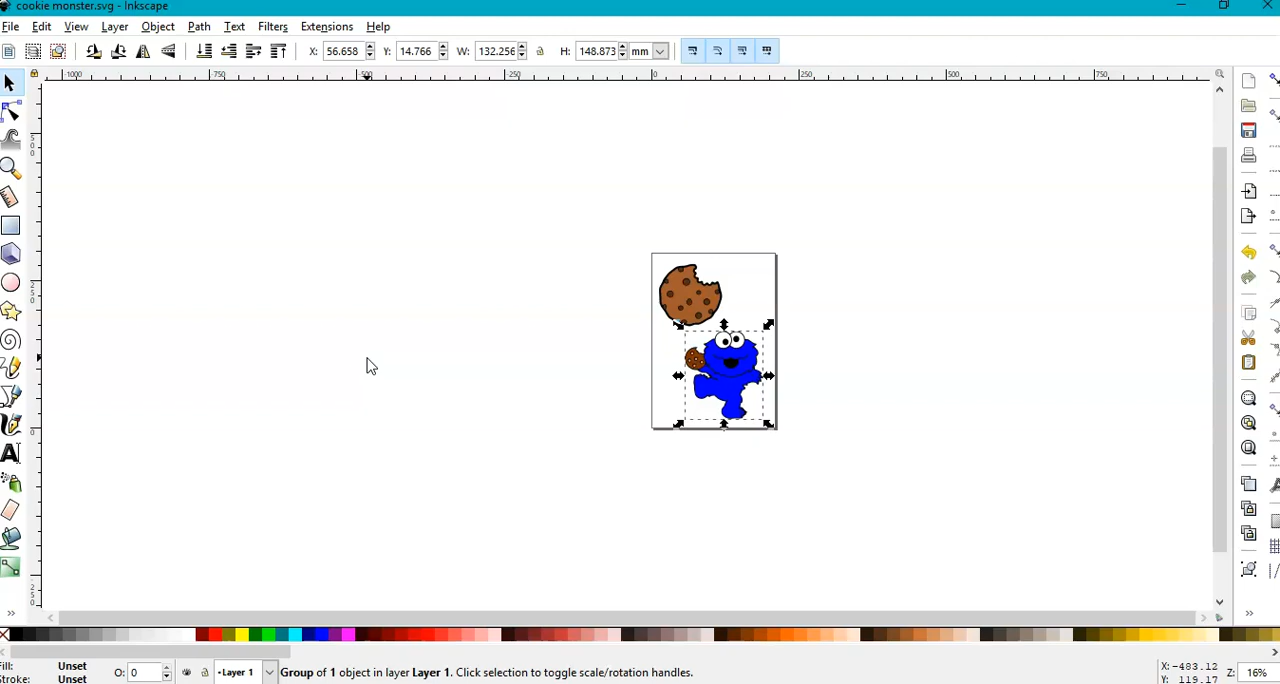 cookie monster.svg - Inkscape
File Edit View Layer Object Path Text Filters Extensions Help
X: 56.658 Y: 14.766 W: 132.256 H: 148.873 mm
-1000 -750 -500 -250 0 250 500 750
Fill: Unset
Stroke: Unset
O: 0
•Layer 1
Group of 1 object in layer Layer 1. Click selection to toggle scale/rotation handles.
X:-483.12
Y: 119.17
Z: 16%